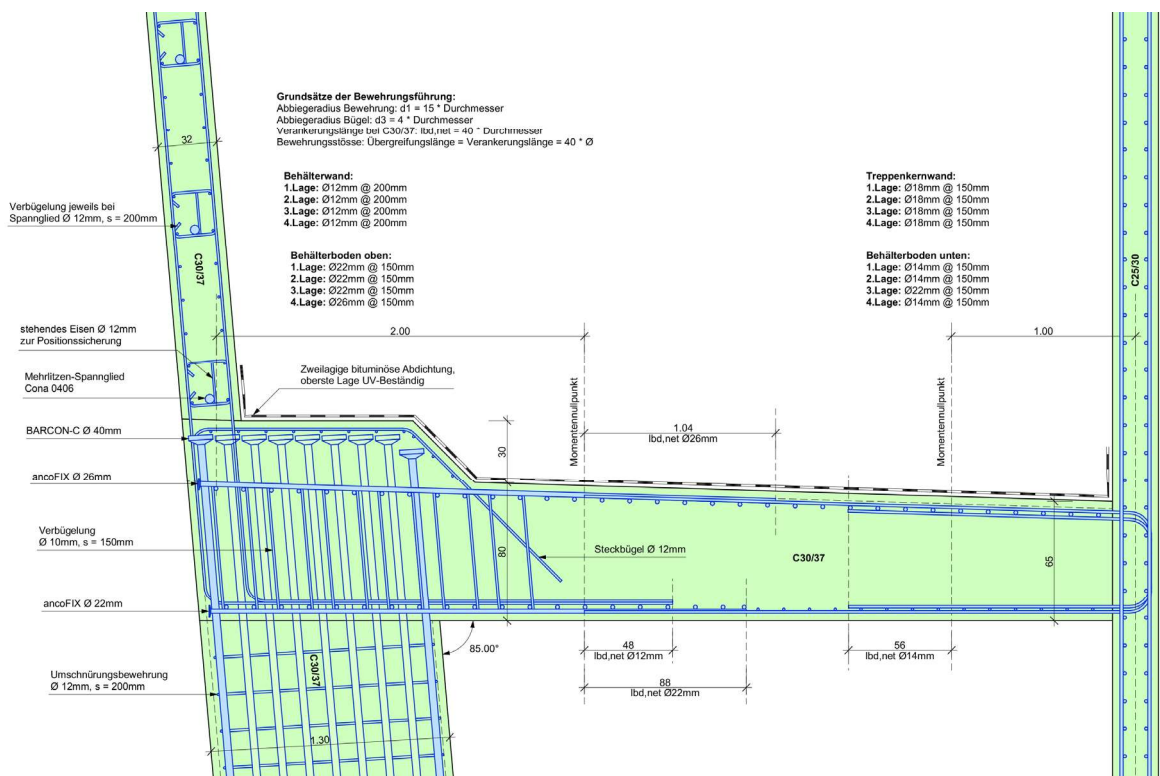 Grundsätze der Bewehrungsführung:
Abbiegeradius Bewehrung: d1 = 15 * Durchmesser
Abbiegeradius Bügel: d3 = 4 * Durchmesser
Verankerungslänge bei C30/37: lbd,net = 40 * Durchmesser
Bewehrungsstösse: Übergreifungslänge = Verankerungslänge = 40 * Ø
32
Behälterwand:
1.Lage: Ø12mm @ 200mm
2.Lage: Ø12mm @ 200mm
3.Lage: Ø12mm @ 200mm
4.Lage: Ø12mm @ 200mm
Treppenkernwand:
1.Lage: Ø18mm @ 150mm
2.Lage: Ø18mm @ 150mm
3.Lage: Ø18mm @ 150mm
4.Lage: Ø18mm @ 150mm
Verbügelung jeweils bei
Spannglied Ø 12mm, s = 200mm
C30/37
Behälterboden oben:
1.Lage: Ø22mm @ 150mm
2.Lage: Ø22mm @ 150mm
3.Lage: Ø22mm @ 150mm
4.Lage: Ø26mm @ 150mm
Behälterboden unten:
1.Lage: Ø14mm @ 150mm
2.Lage: Ø14mm @ 150mm
3.Lage: Ø22mm @ 150mm
4.Lage: Ø14mm @ 150mm
C25/30
stehendes Eisen Ø 12mm
zur Positionssicherung
2.00
1.00
Mehrlitzen-Spannglied
Cona 0406
Zweilagige bituminöse Abdichtung,
oberste Lage UV-Beständig
Momentennullpunkt
Momentennullpunkt
BARCON-C Ø 40mm
1.04
lbd,net Ø26mm
30
ancoFIX Ø 26mm
Verbügelung
Ø 10mm, s = 150mm
80
Steckbügel Ø 12mm
C30/37
65
ancoFIX Ø 22mm
85.00°
48
lbd,net Ø12mm
56
lbd,net Ø14mm
88
lbd,net Ø22mm
Umschnürungsbewehrung
Ø 12mm, s = 200mm
C30/37
1.30